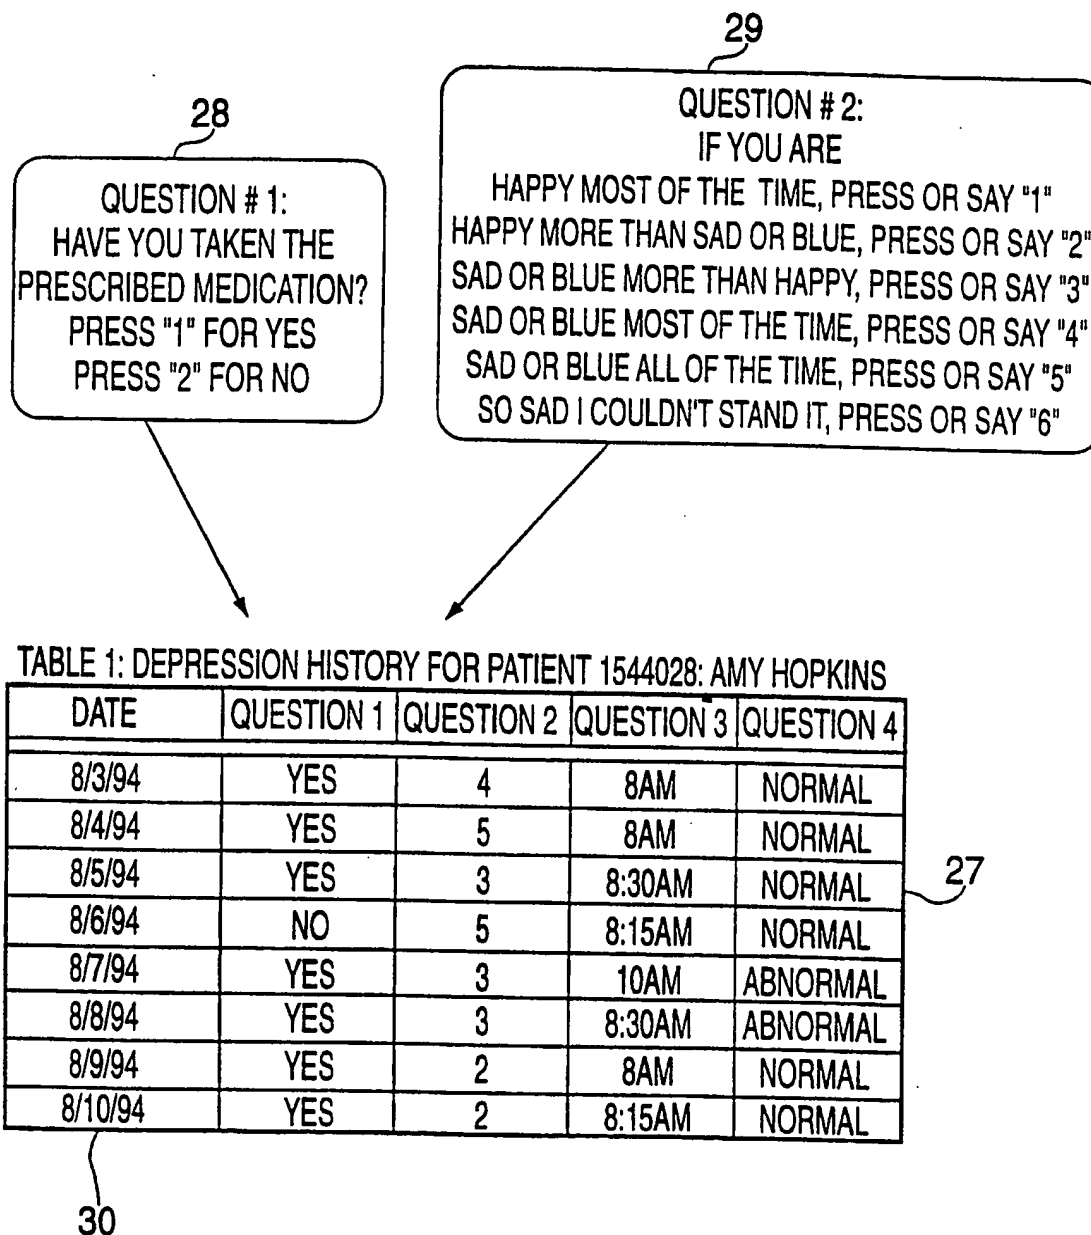 29
28
QUESTION # 1:
HAVE YOU TAKEN THE
PRESCRIBED MEDICATION?
PRESS "1" FOR YES
PRESS "2" FOR NO
QUESTION # 2:
IF YOU ARE
HAPPY MOST OF THE TIME, PRESS OR SAY "1"
HAPPY MORE THAN SAD OR BLUE, PRESS OR SAY "2"
SAD OR BLUE MORE THAN HAPPY, PRESS OR SAY "3"
SAD OR BLUE MOST OF THE TIME, PRESS OR SAY "4"
SAD OR BLUE ALL OF THE TIME, PRESS OR SAY "5"
SO SAD I COULDN'T STAND IT, PRESS OR SAY "6"
TABLE 1: DEPRESSION HISTORY FOR PATIENT 1544028: AMY HOPKINS
DATE QUESTION 1 QUESTION 2 QUESTION 3 QUESTION 4
8/3/94 YES 4 8AM NORMAL
8/4/94 YES 5 8AM NORMAL
8/5/94 YES 3 8:30AM NORMAL
8/6/94 NO 5 8:15AM NORMAL
8/7/94 YES 3 10AM ABNORMAL
8/8/94 YES 3 8:30AM ABNORMAL
8/9/94 YES 2 8AM NORMAL
8/10/94 YES 2 8:15AM NORMAL
27
30